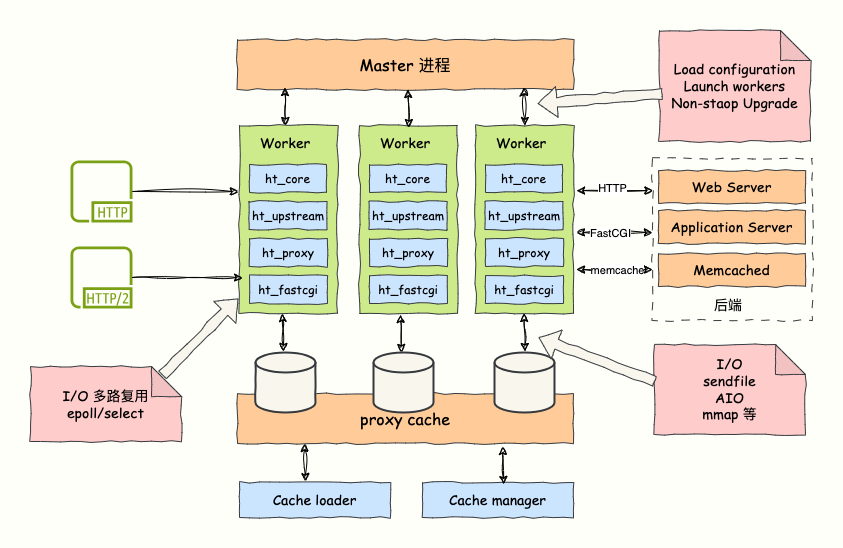 Master 进程
Load configuration
Launch workers
Non-staop Upgrade
Worker
ht_core
ht_upstream
ht_proxy
ht_fastcgi
Worker
ht_core
ht_upstream
ht_proxy
ht_fastcgi
Worker
ht_core
ht_upstream
ht_proxy
ht_fastcgi
HTTP
HTTP/2
HTTP
FastCGI
memcache
Web Server
Application Server
Memcached
后端
I/O 多路复用
epoll/select
I/O
sendfile
AIO
mmap 等
proxy cache
Cache loader
Cache manager